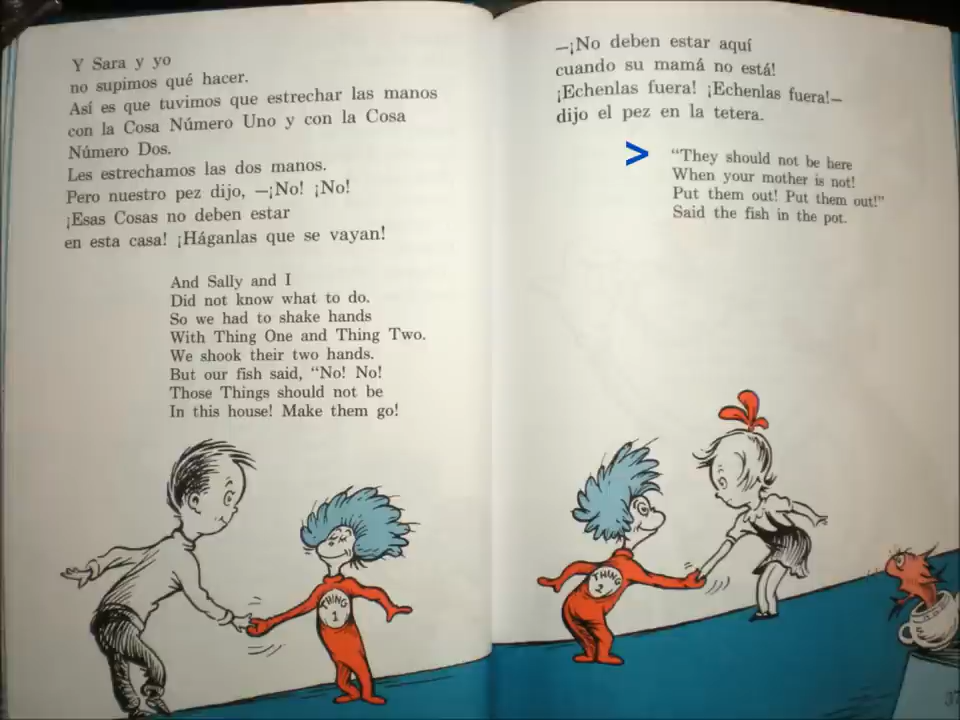 Y Sara y yo
no supimos qué hacer.
Así es que tuvimos que estrechar las manos
con la Cosa Número Uno y con la Cosa
Número Dos.
Les estrechamos las dos manos.
Pero nuestro pez dijo, —¡No! ¡No!
¡Esas Cosas no deben estar
en esta casa! ¡Háganlas que se vayan!
And Sally and I
Did not know what to do.
So we had to shake hands
With Thing One and Thing Two.
We shook their two hands.
But our fish said, “No! No!
Those Things should not be
In this house! Make them go!
THING
1
—¡No deben estar aquí
cuando su mamá no está!
¡Echenlas fuera! ¡Echenlas fuera!—
dijo el pez en la tetera.
> “They should not be here
When your mother is not!
Put them out! Put them out!”
Said the fish in the pot.
THING
2
37